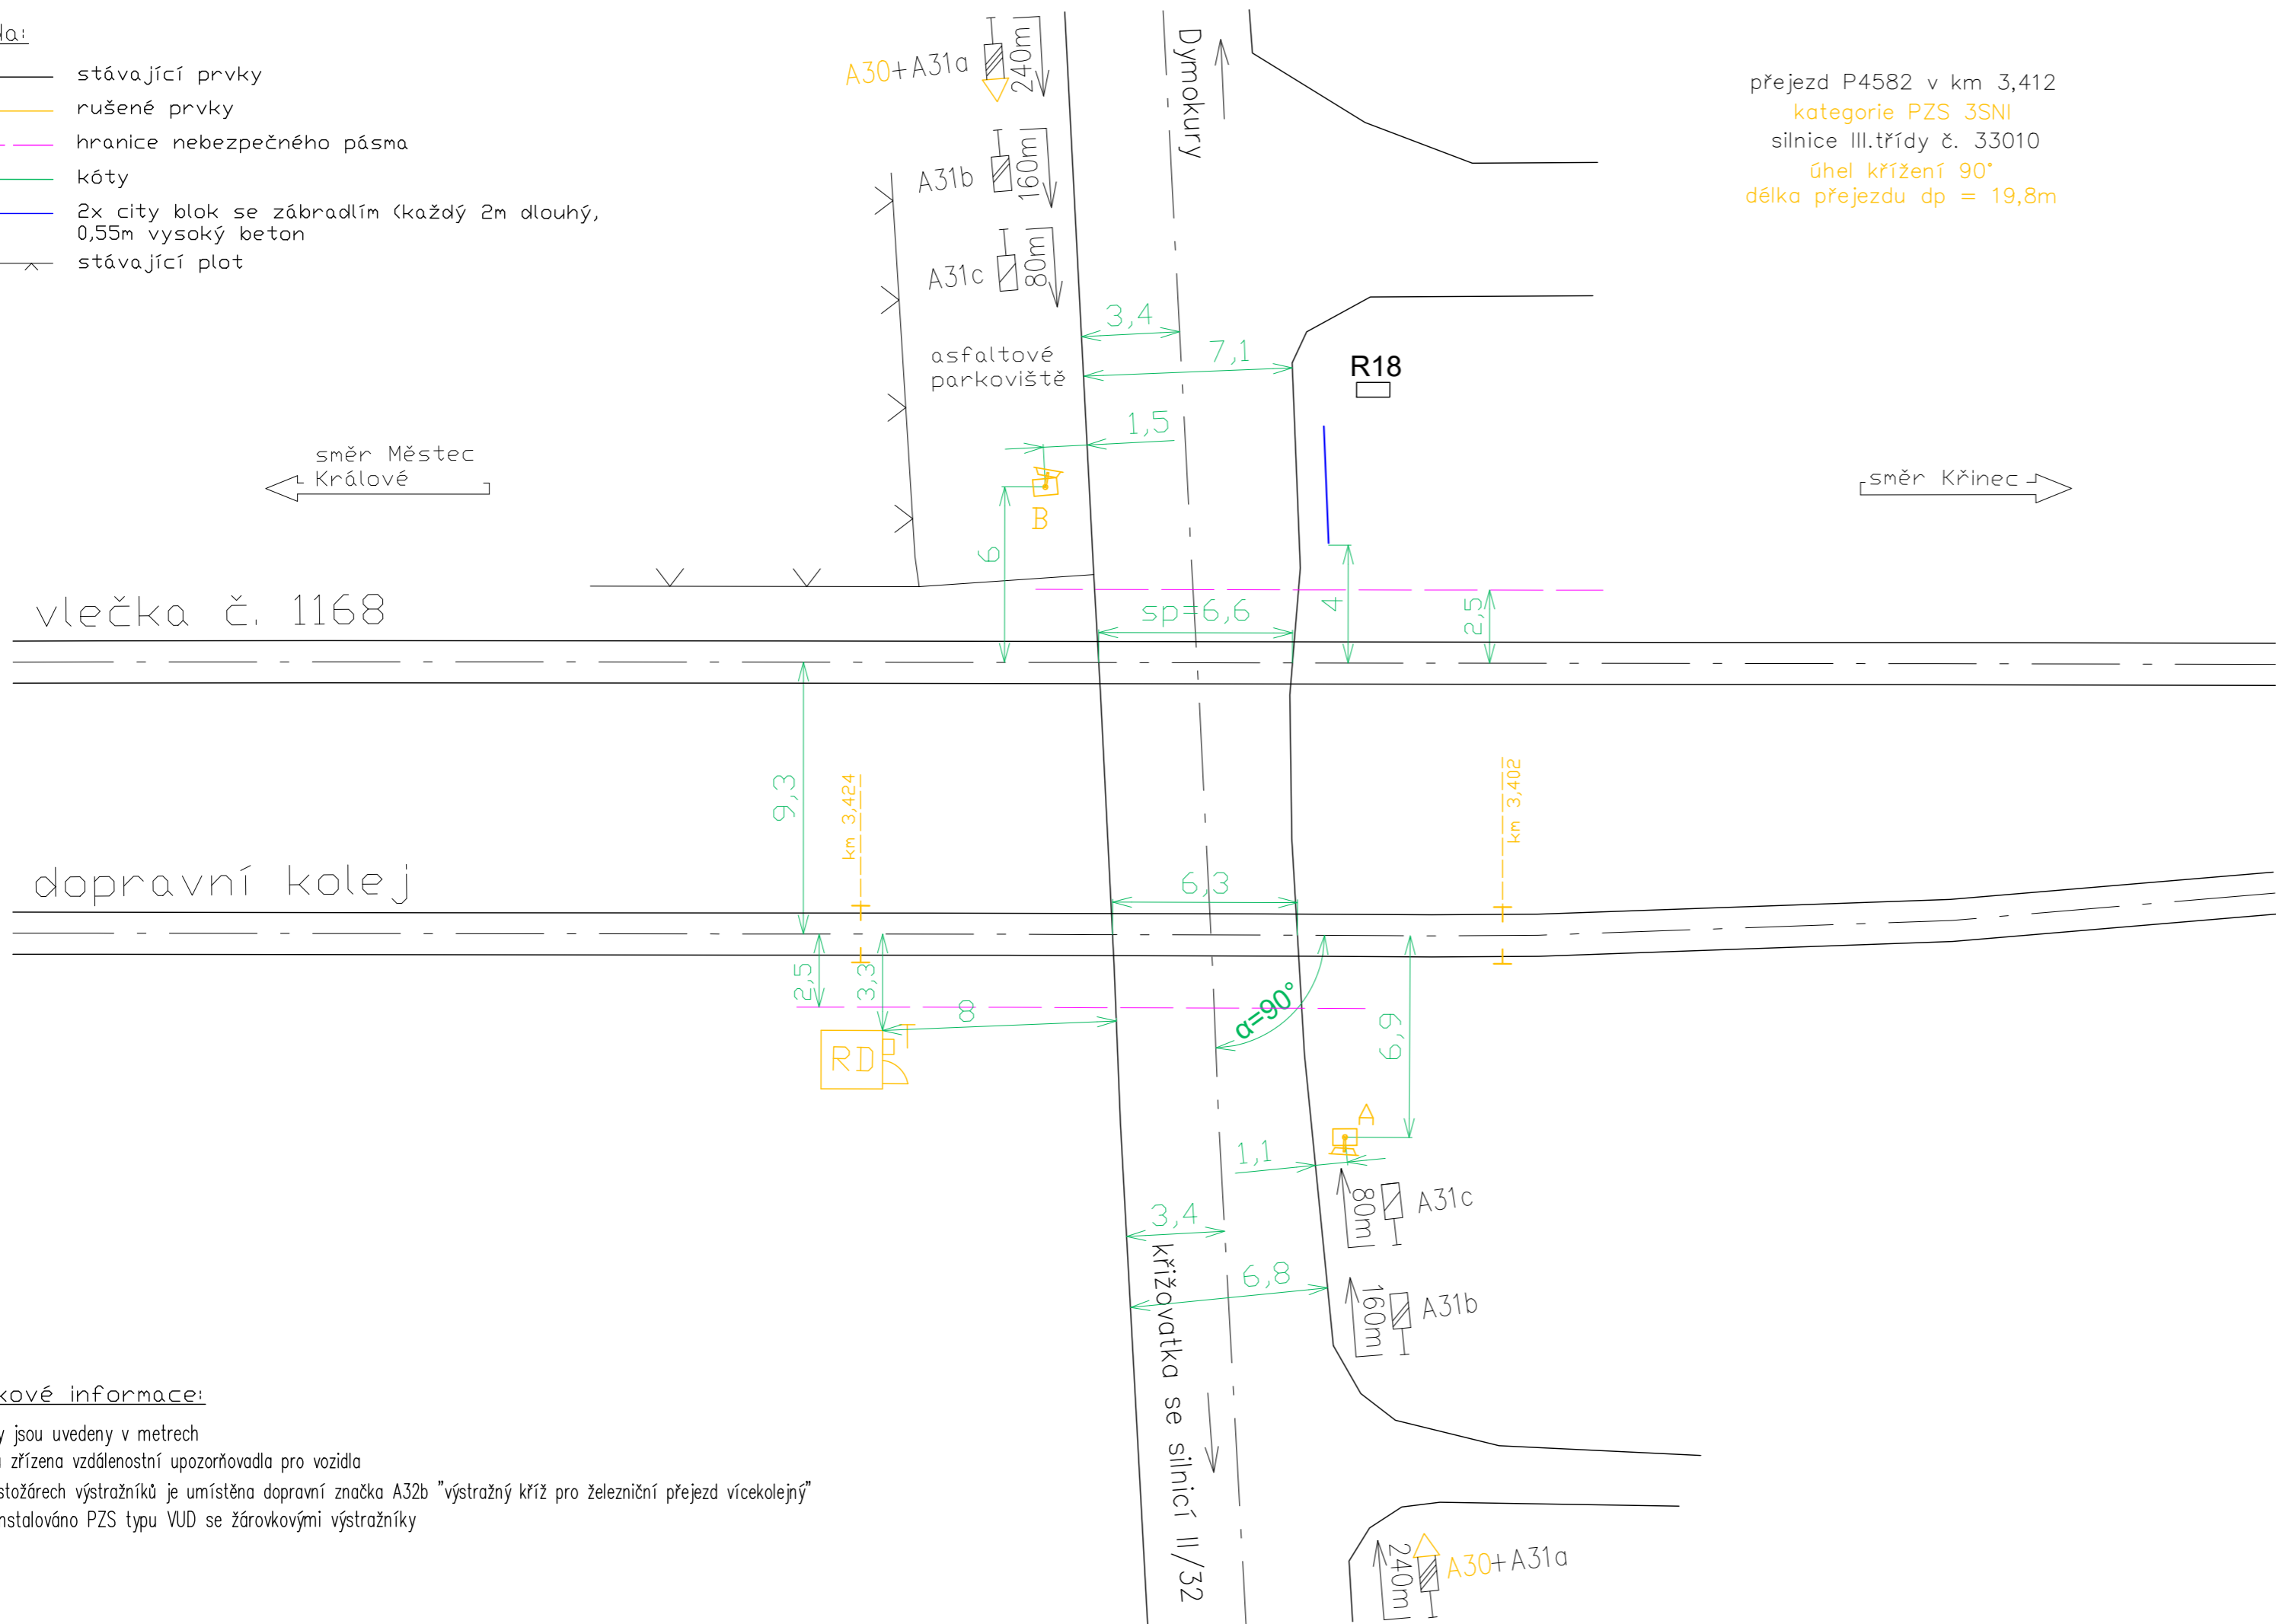 stávající prvky
rušené prvky
hranice nebezpečného pásma
kóty
2x city blok se zábradlím (každý 2m dlouhý,
0,55m vysoký beton
stávající plot
A30+A31a
240m
A31b
160m
A31c
80m
Dymokury
přejezd P4582 v km 3,412
kategorie PZS 3SNI
silnice III.třídy č. 33010
úhel křížení 90°
délka přejezdu dp = 19,8m
3,4
7,1
asfaltové
parkoviště
R18
1,5
směr Městec
Králové
směr Křinec
B
6
4
2,5
sp=6,6
vlečka č. 1168
9,3
km 3,424
km 3,402
dopravní kolej
6,3
2,5
3,3
8
α=90°
6,9
RD
T
A
1,1
80m
A31c
3,4
6,8
160m
A31b
křižovatka se silnicí II/32
kové informace:
y jsou uvedeny v metrech
zřízena vzdálenostní upozorňovadla pro vozidla
stožárech výstražníků je umístěna dopravní značka A32b "výstražný kříž pro železniční přejezd vícekolejný"
nstalováno PZS typu VUD se žárovkovými výstražníky
240m
A30+A31a